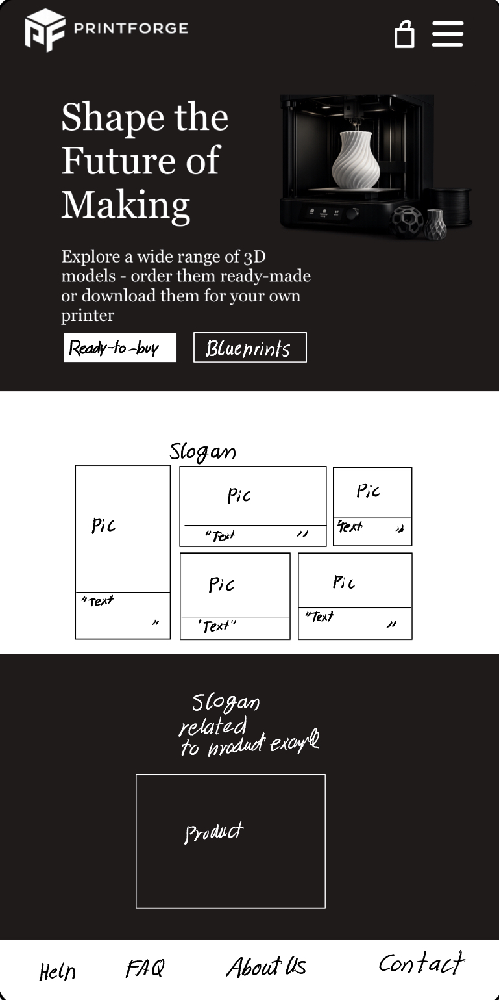 PRINTFORGE
Shape the
Future of
Making
Explore a wide range of 3D
models - order them ready-made
or download them for your own
printer
Ready-to-buy
Blueprints
Slogan
Pic
"Text "
Pic
"Text "
Pic
"Text "
Pic
"Text"
Pic
"Text "
Slogan
related
to product example
Product
Help
FAQ
About Us
Contact